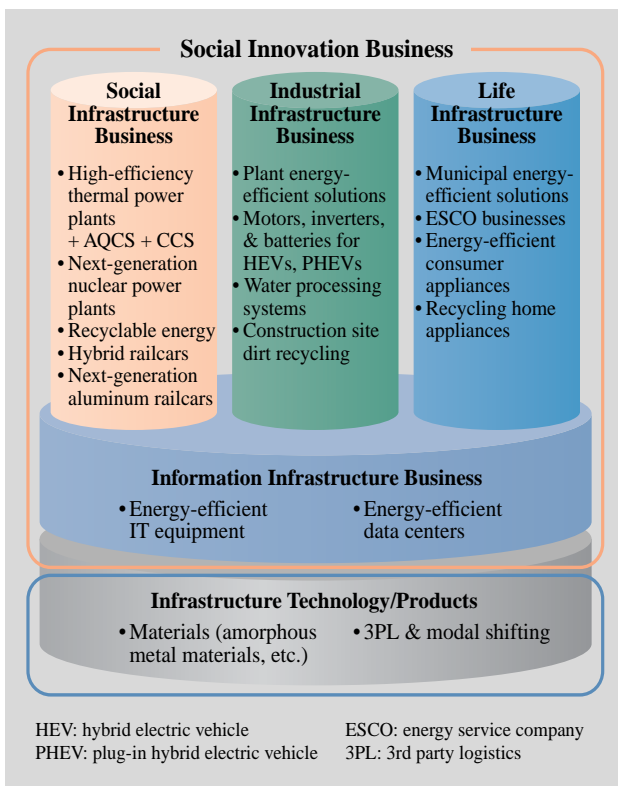 Social Innovation Business
Social
Infrastructure
Business
• High-efficiency
thermal power
plants
+ AQCS + CCS
• Next-generation
nuclear power
plants
• Recyclable energy
• Hybrid railcars
• Next-generation
aluminum railcars
Industrial
Infrastructure
Business
• Plant energy-
efficient solutions
• Motors, inverters,
& batteries for
HEVs, PHEVs
• Water processing
systems
• Construction site
dirt recycling
Life
Infrastructure
Business
• Municipal energy-
efficient solutions
• ESCO businesses
• Energy-efficient
consumer
appliances
• Recycling home
appliances
Information Infrastructure Business
• Energy-efficient
IT equipment
• Energy-efficient
data centers
Infrastructure Technology/Products
• Materials (amorphous
metal materials, etc.)
• 3PL & modal shifting
HEV: hybrid electric vehicle
PHEV: plug-in hybrid electric vehicle
ESCO: energy service company
3PL: 3rd party logistics